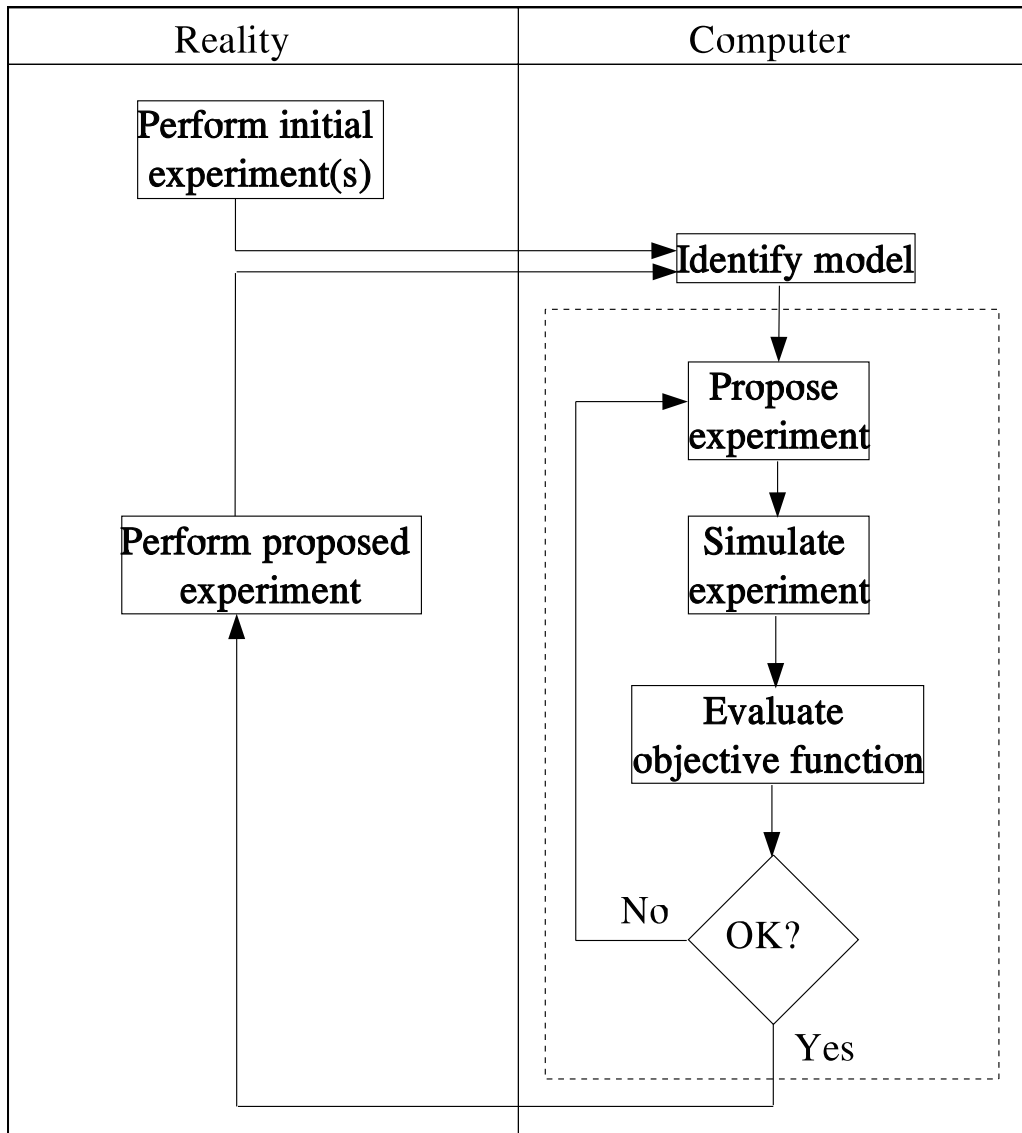 Reality
Computer
Perform initial
experiment(s)
Identify model
Propose
experiment
Perform proposed
experiment
Simulate
experiment
Evaluate
objective function
No
OK?
Yes